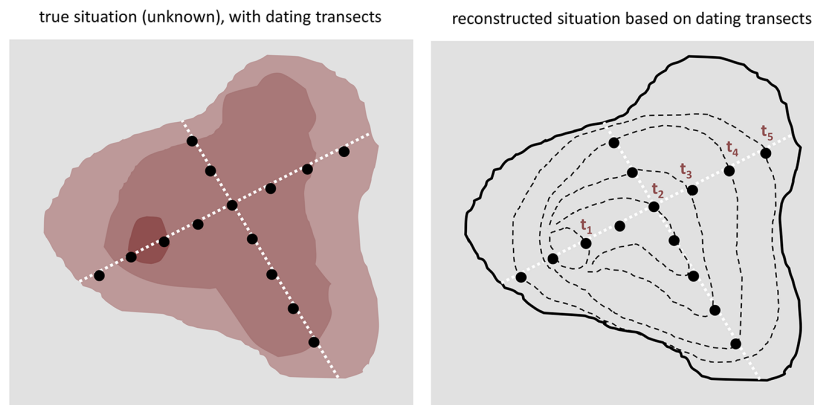 true situation (unknown), with dating transects
reconstructed situation based on dating transects
t5
t4
t3
t2
t1